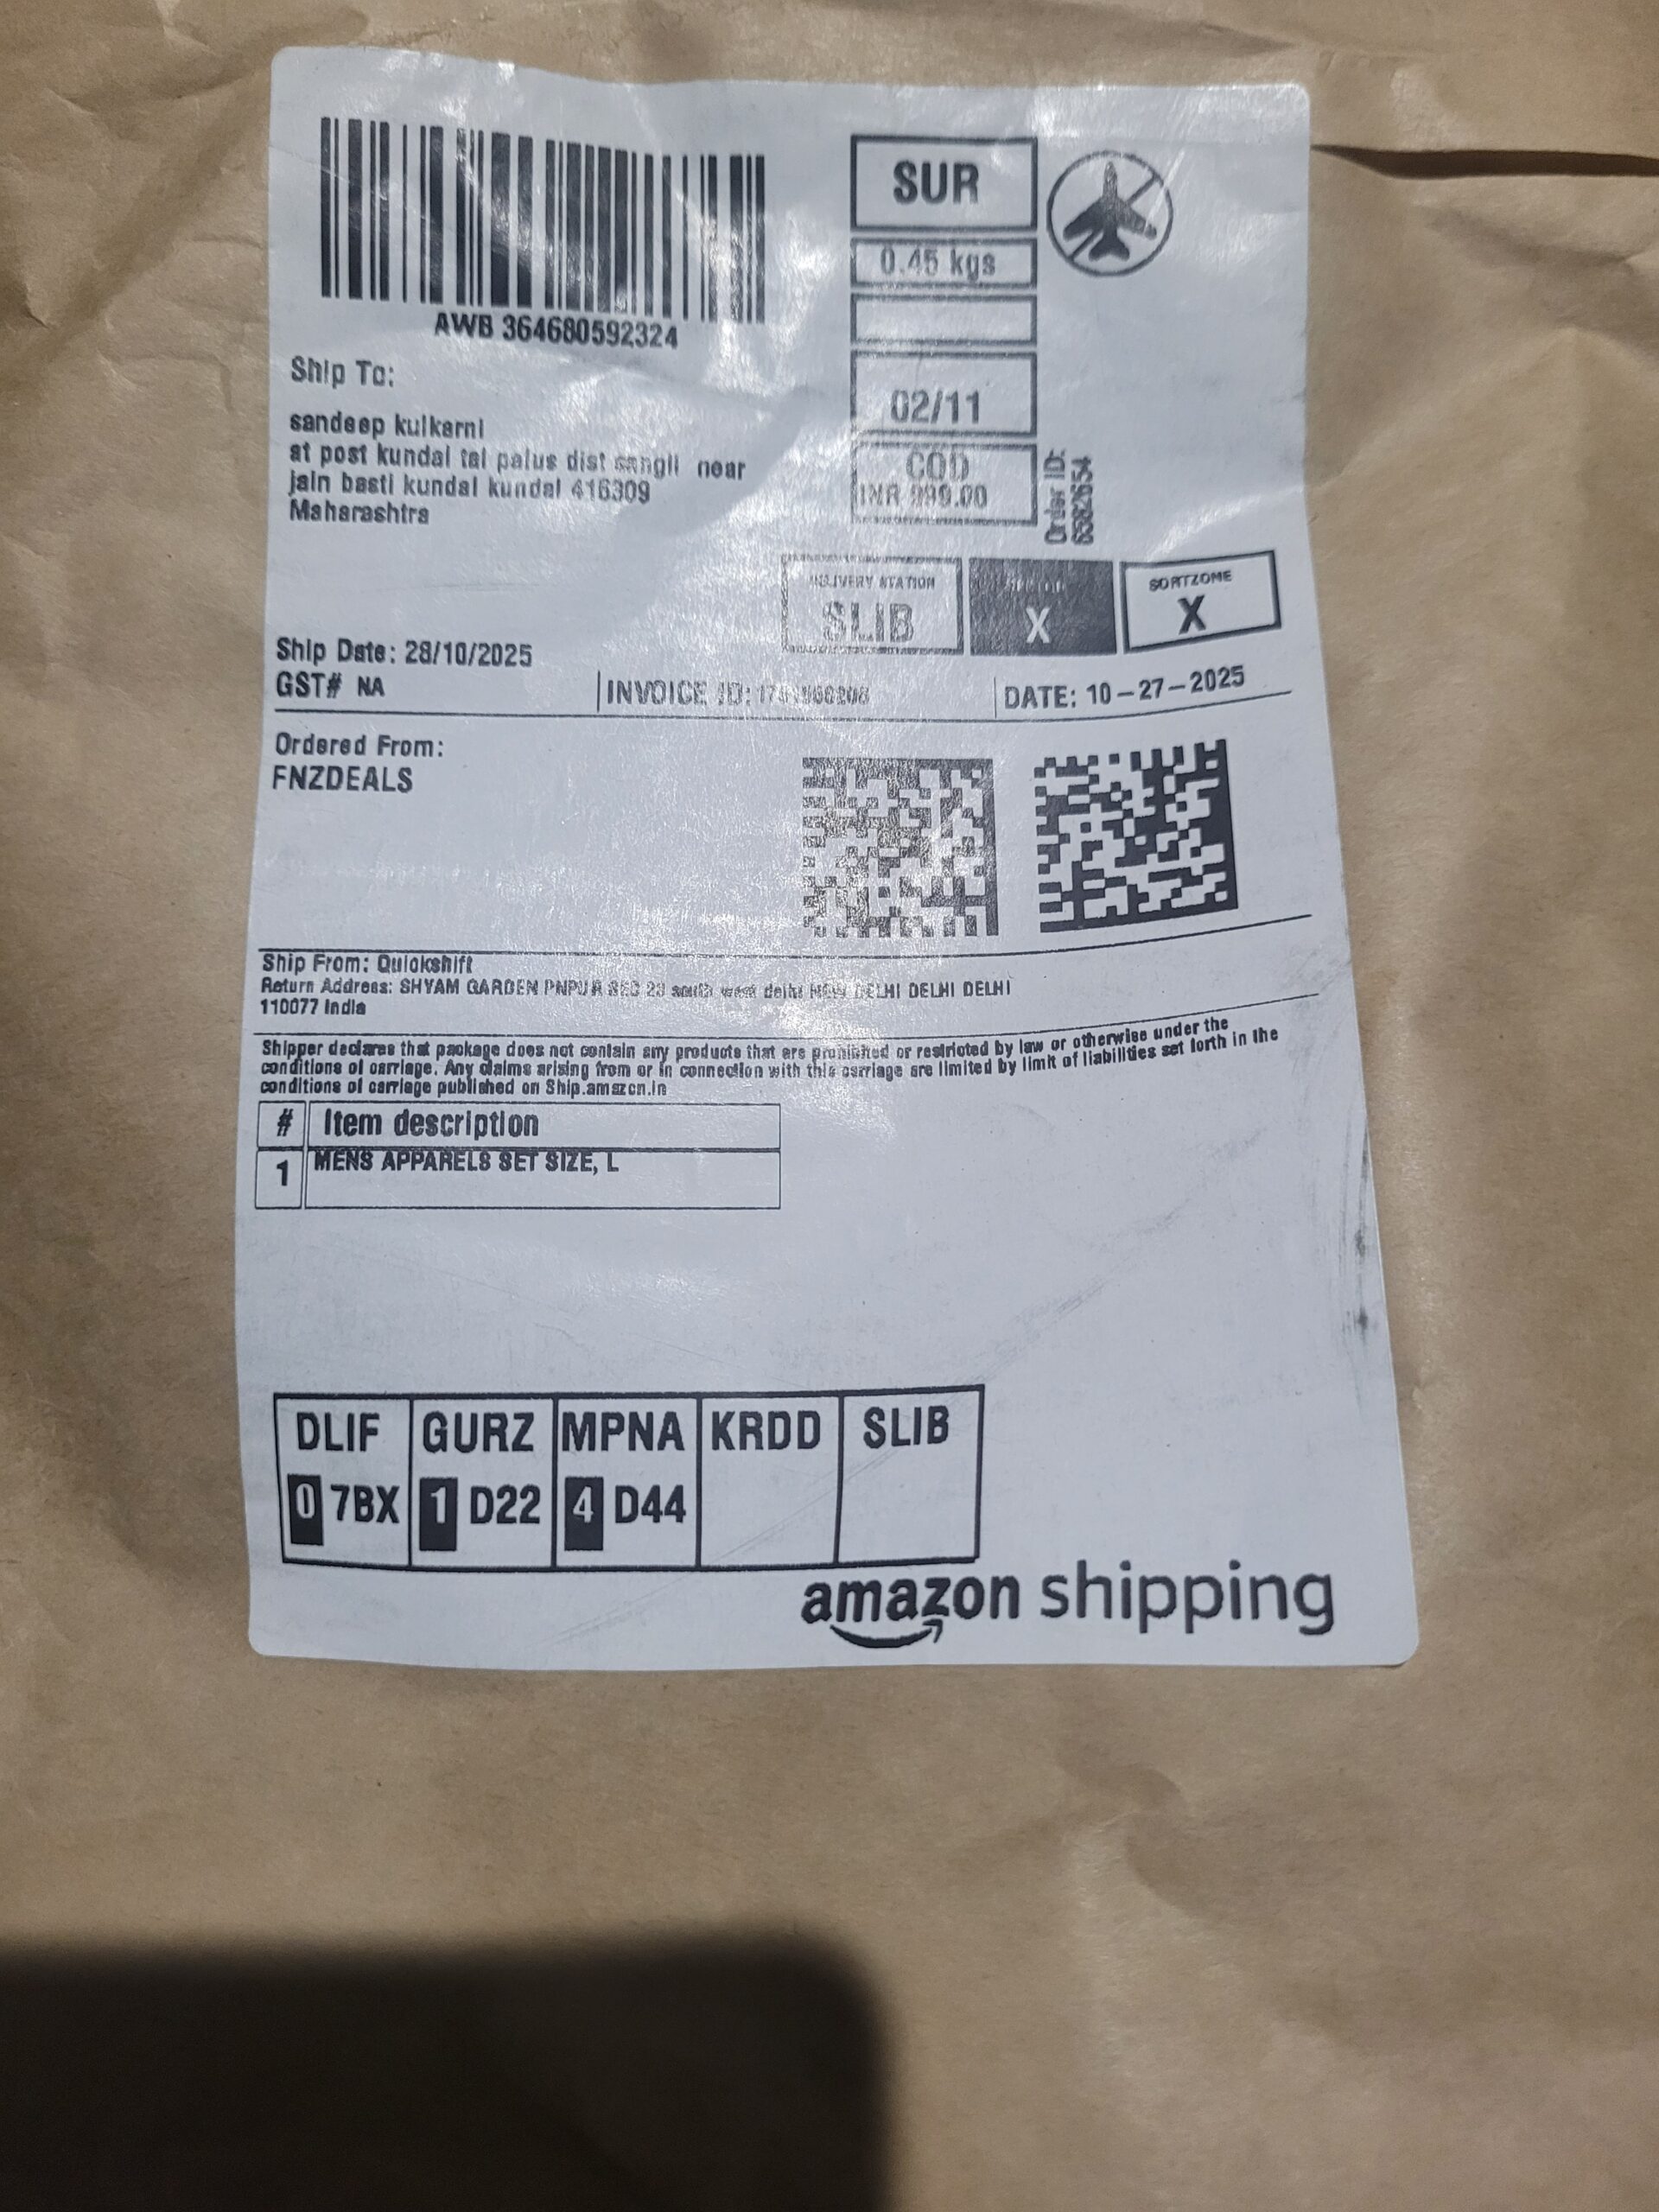 SUR
0.45 kgs
AWB 364680592324
02/11
COD
INR 999.00
Order ID:
6382654
Ship To:
sandeep kulkarni
at post kundal tal palus dist sangli near
jain basti kundal kundal 416309
Maharashtra
DELIVERY STATION
SLIB
X
SORTZONE
X
Ship Date: 28/10/2025
GST# NA
INVOICE ID:
DATE: 10-27-2025
Ordered From:
FNZDEALS
Ship From: Quickshift
Return Address: SHYAM GARDEN PNPUR SEC 23 south west delhi NEW DELHI DELHI DELHI
110077 India
Shipper declares that package does not contain any products that are prohibited or restricted by law or otherwise under the
conditions of carriage. Any claims arising from or in connection with this carriage are limited by limit of liabilities set forth in the
conditions of carriage published on Ship.amazon.in
# Item description
1 MENS APPARELS SET SIZE, L
DLIF GURZ MPNA KRDD SLIB
0 7BX 1 D22 4 D44
amazon shipping